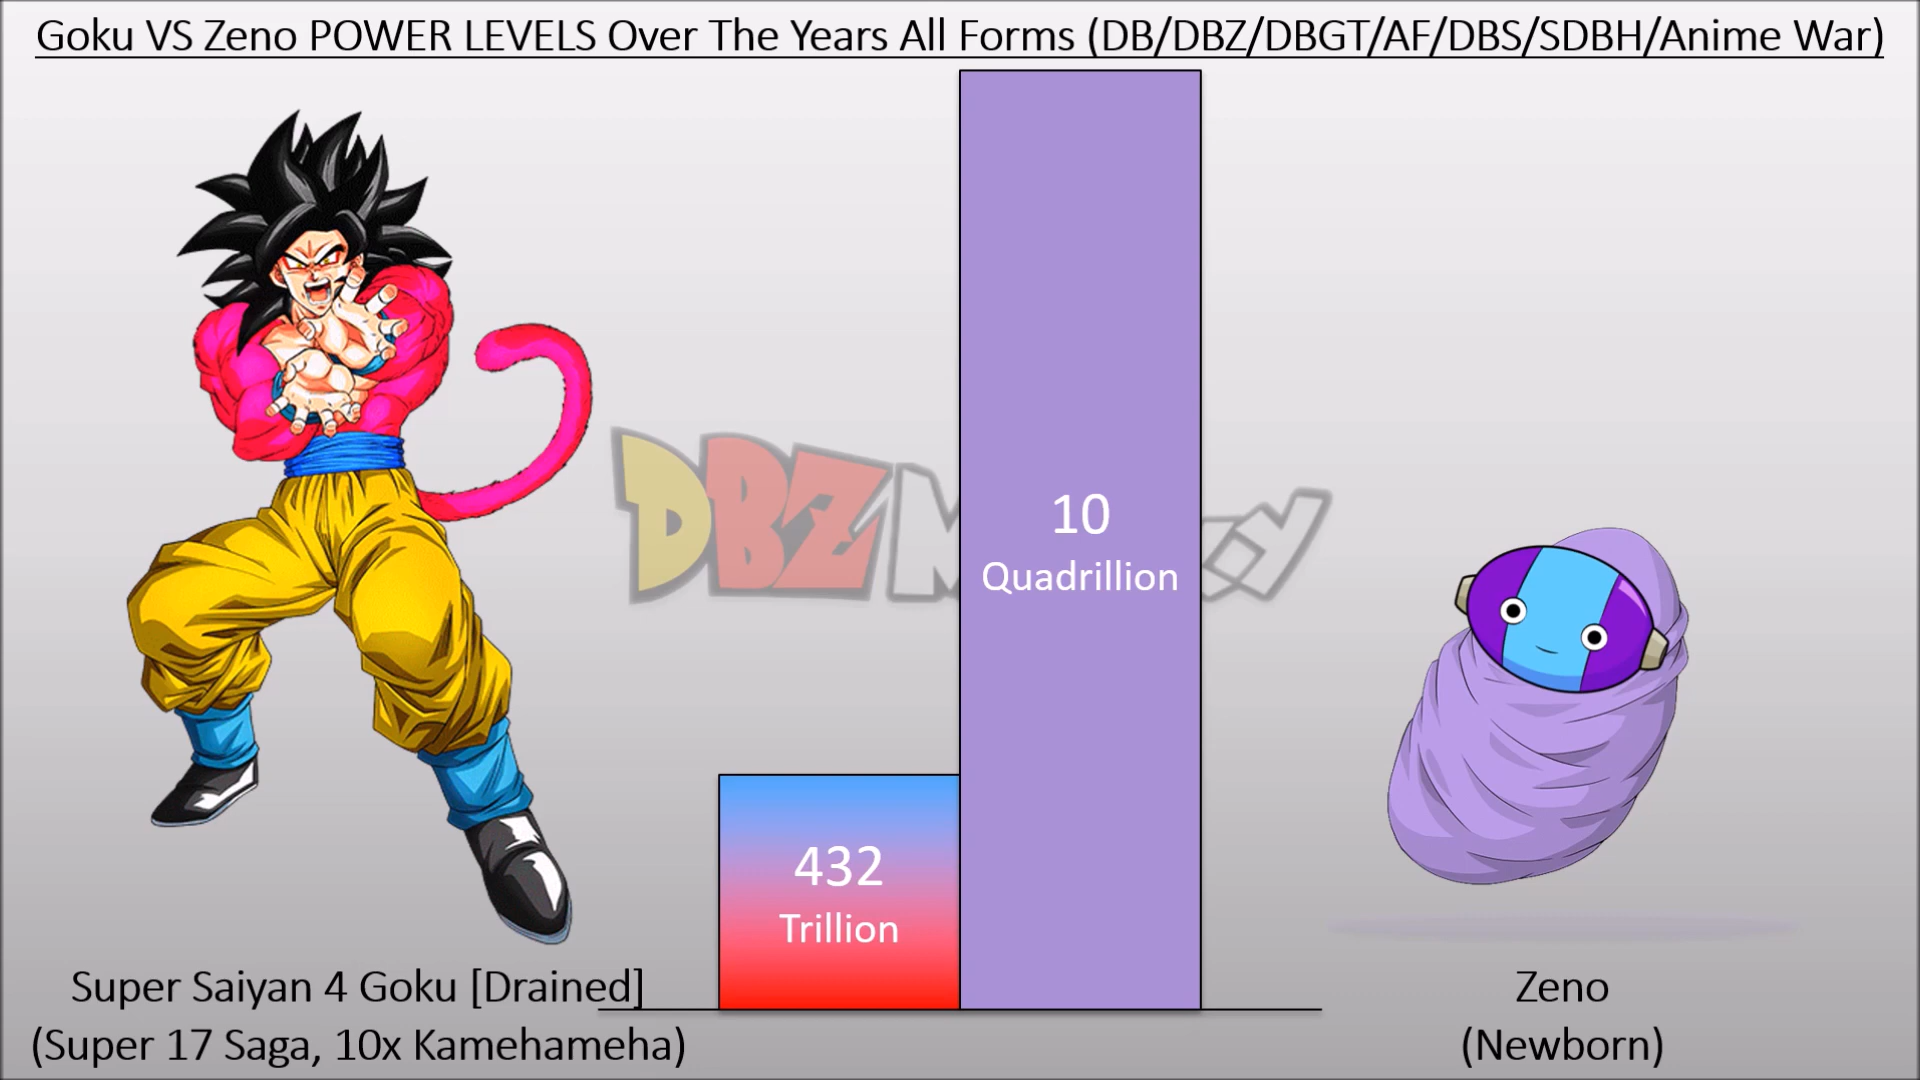 Goku VS Zeno POWER LEVELS Over The Years All Forms (DB/DBZ/DBGT/AF/DBS/SDBH/Anime War)
DBZ
10
Quadrillion
432
Trillion
Super Saiyan 4 Goku [Drained]
(Super 17 Saga, 10x Kamehameha)
Zeno
(Newborn)